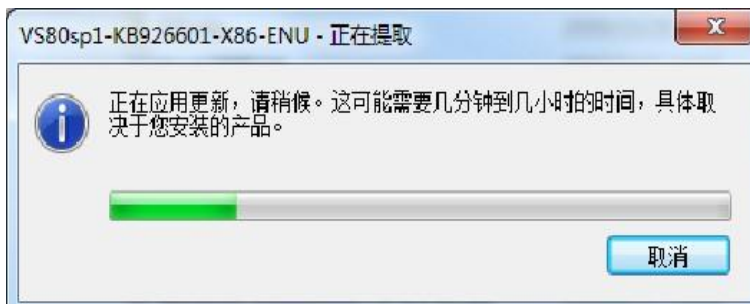 VS80sp1-KB926601-X86-ENU - 正在提取
正在应用更新，请稍候。这可能需要几分钟到几小时的时间，具体取
决于您安装的产品。
取消